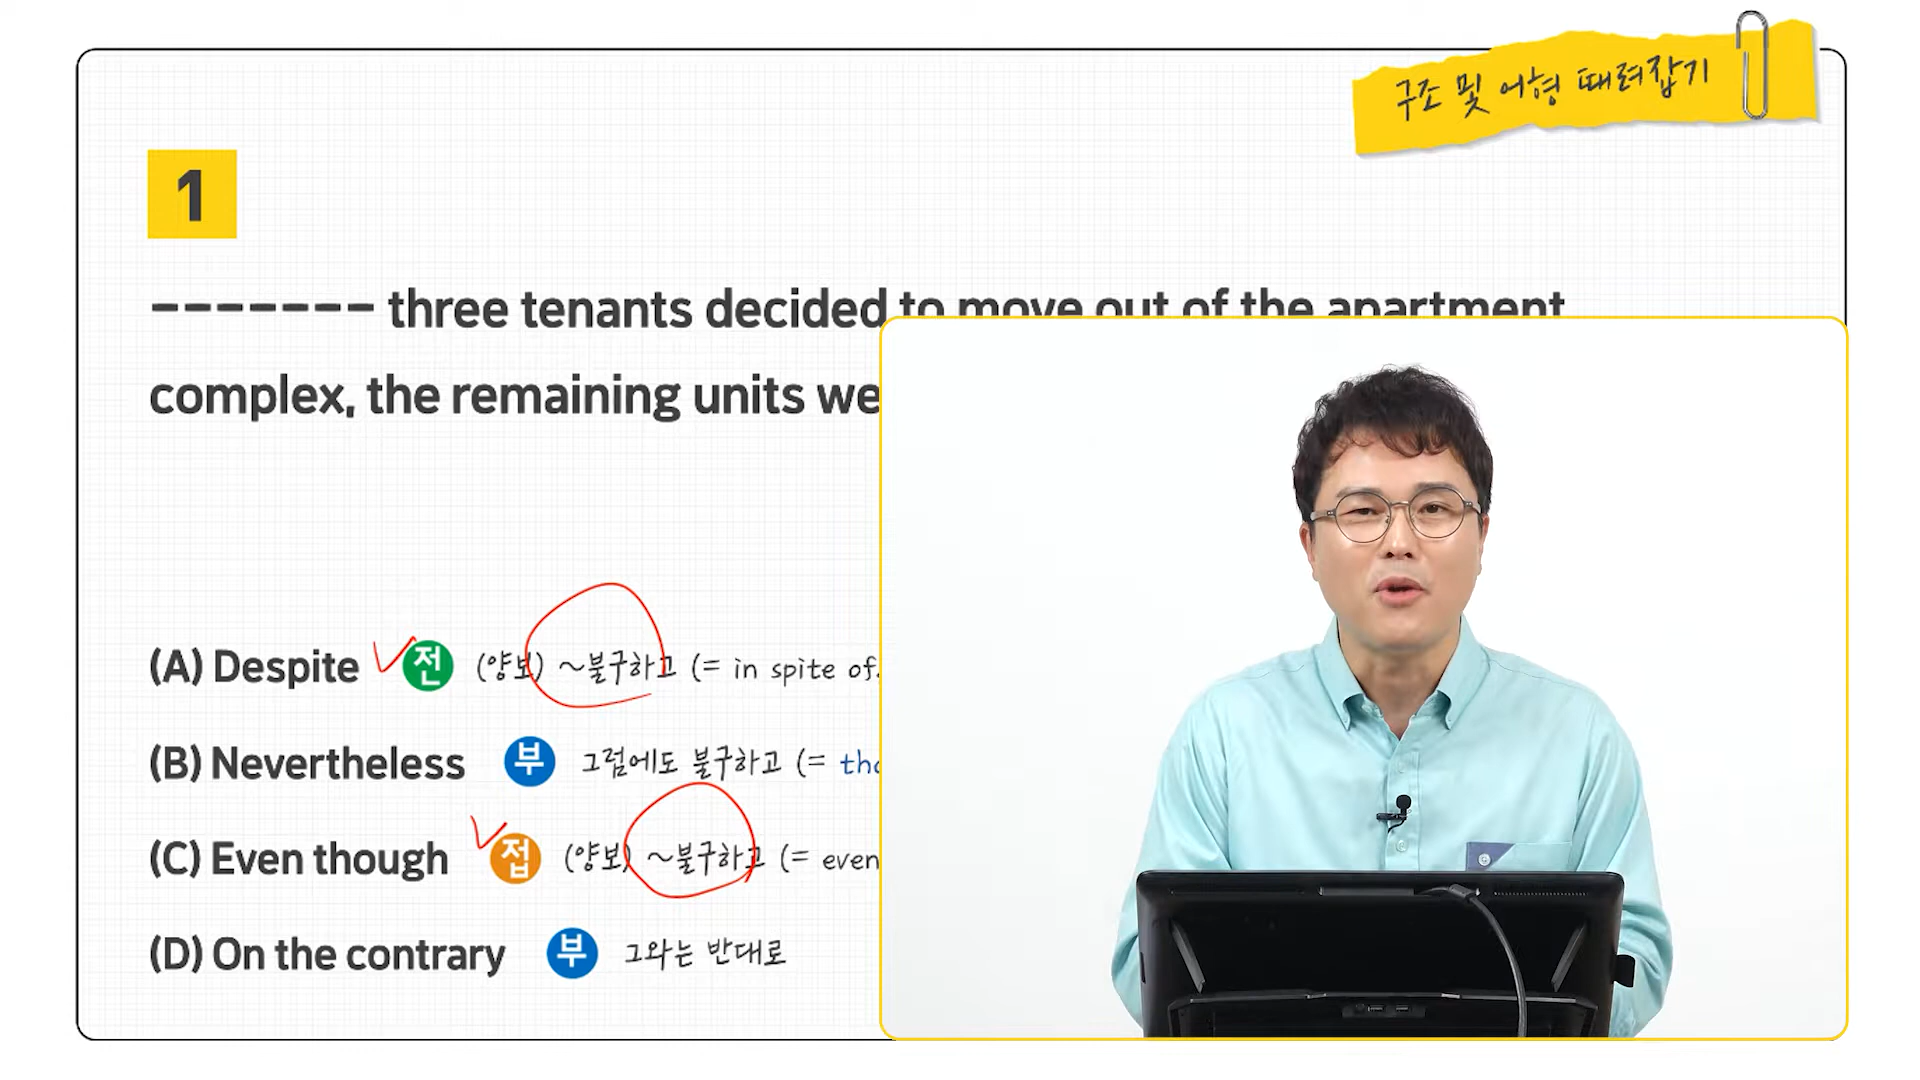 구조 및 어형 때려잡기
1
------- three tenants decided to move out of the apartment
complex, the remaining units we
(A) Despite 전 (양보) ~불구하고 (= in spite of.
(B) Nevertheless 부 그럼에도 불구하고 (= tho
(C) Even though 접 (양보) ~불구하고 (= even
(D) On the contrary 부 그와는 반대로